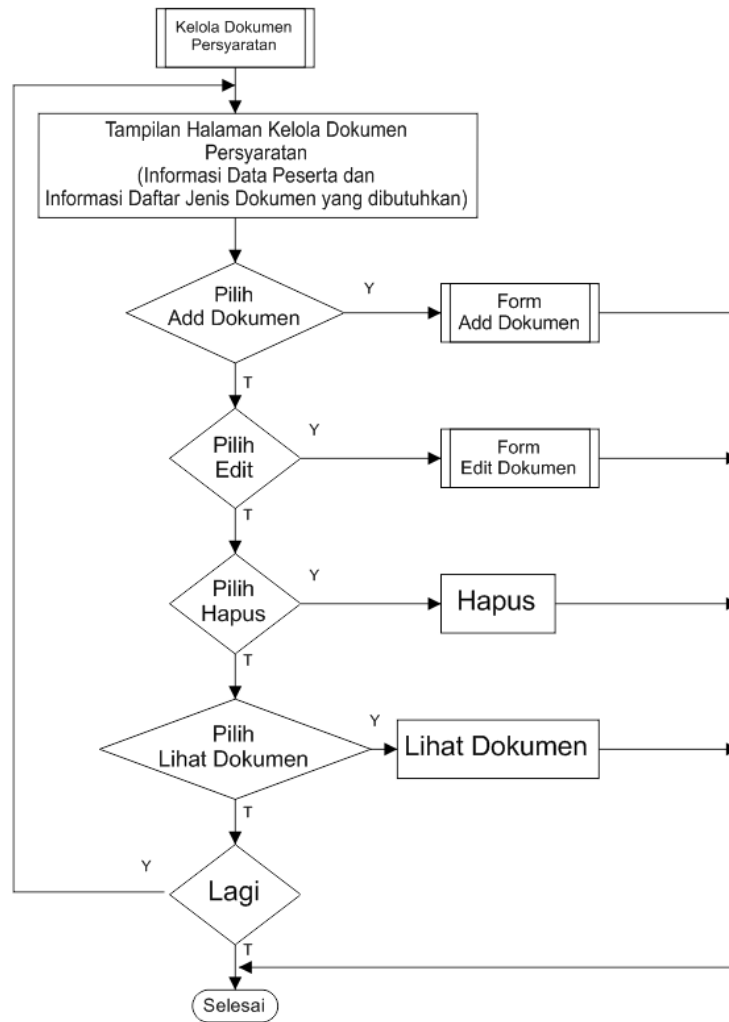 Kelola Dokumen
Persyaratan
Tampilan Halaman Kelola Dokumen
Persyaratan
(Informasi Data Peserta dan
Informasi Daftar Jenis Dokumen yang dibutuhkan)
Pilih
Add Dokumen
Y
Form
Add Dokumen
T
Pilih
Edit
Y
Form
Edit Dokumen
T
Pilih
Hapus
Y
Hapus
T
Pilih
Lihat Dokumen
Y
Lihat Dokumen
T
Y
Lagi
T
Selesai